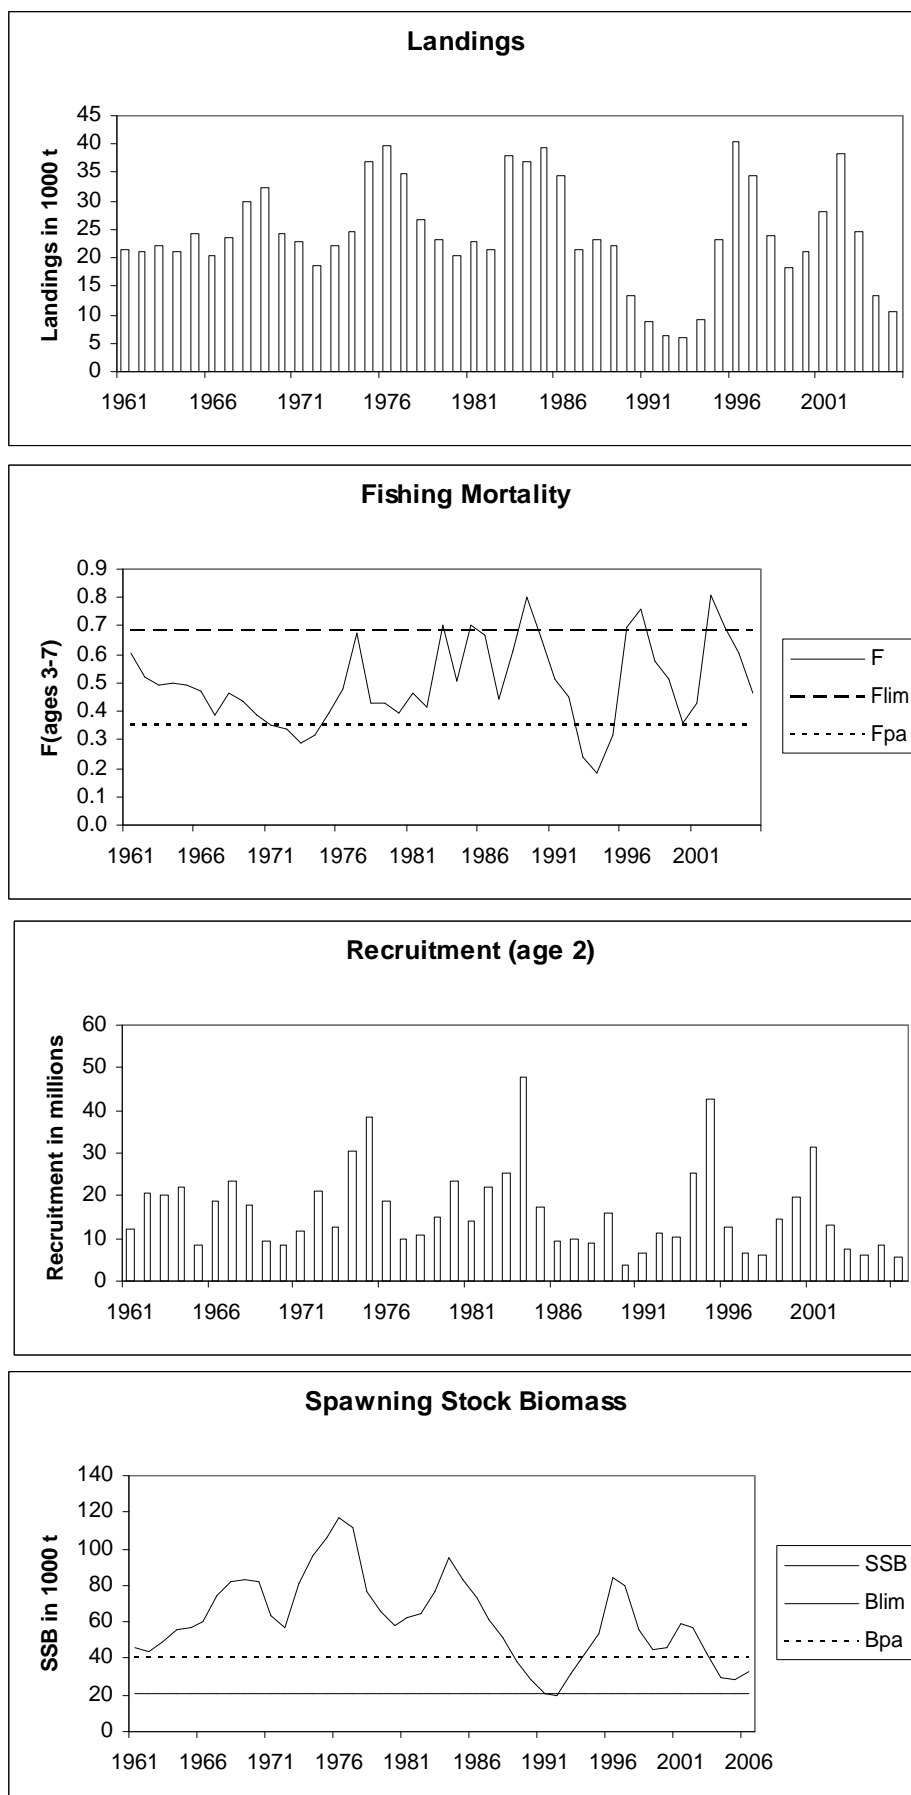 Landings
Landings in 1000 t
45
40
35
30
25
20
15
10
5
0
1961 1966 1971 1976 1981 1986 1991 1996 2001
Fishing Mortality
F(ages 3-7)
0.9
0.8
0.7
0.6
0.5
0.4
0.3
0.2
0.1
0.0
1961 1966 1971 1976 1981 1986 1991 1996 2001
F
Flim
Fpa
Recruitment (age 2)
Recruitment in millions
60
50
40
30
20
10
0
1961 1966 1971 1976 1981 1986 1991 1996 2001
Spawning Stock Biomass
SSB in 1000 t
140
120
100
80
60
40
20
0
1961 1966 1971 1976 1981 1986 1991 1996 2001 2006
SSB
Blim
Bpa